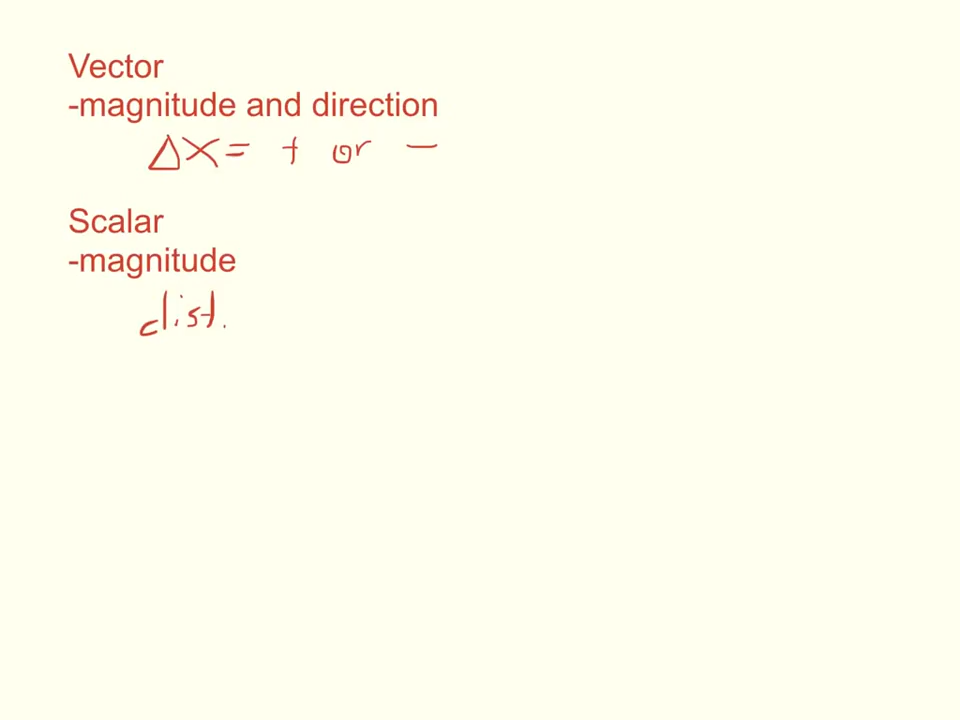 Vector
-magnitude and direction
Δx= + or -
Scalar
-magnitude
dist.